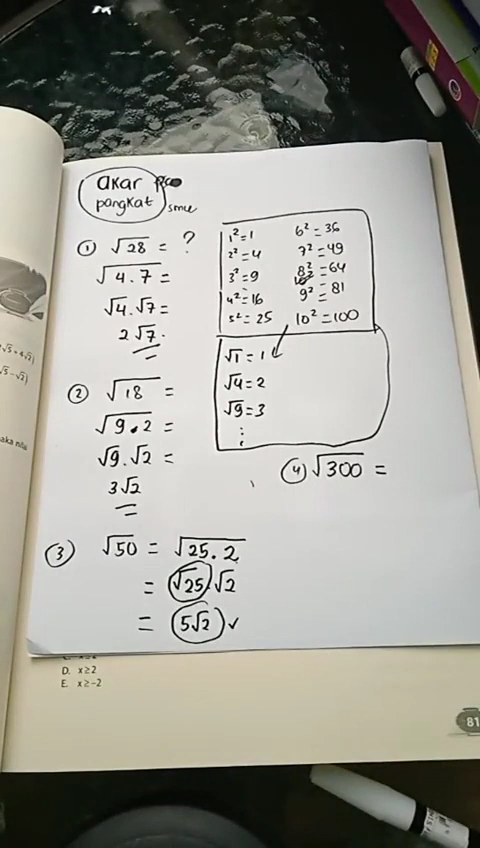 akar
pangkat
smu
① √28 = ?
√4.7 =
√4.√7 =
2√7.
② √18 =
√9.2 =
√9.√2 =
3√2
③ √50 = √25.2
= √25.√2
= 5√2 ✓
1² = 1
2² = 4
3² = 9
4² = 16
5² = 25
6² = 36
7² = 49
8² = 64
9² = 81
10² = 100
√1 = 1
√4 = 2
√9 = 3
⋮
④ √300 =
aka nilai
D. x≥2
E. x≥-2
81